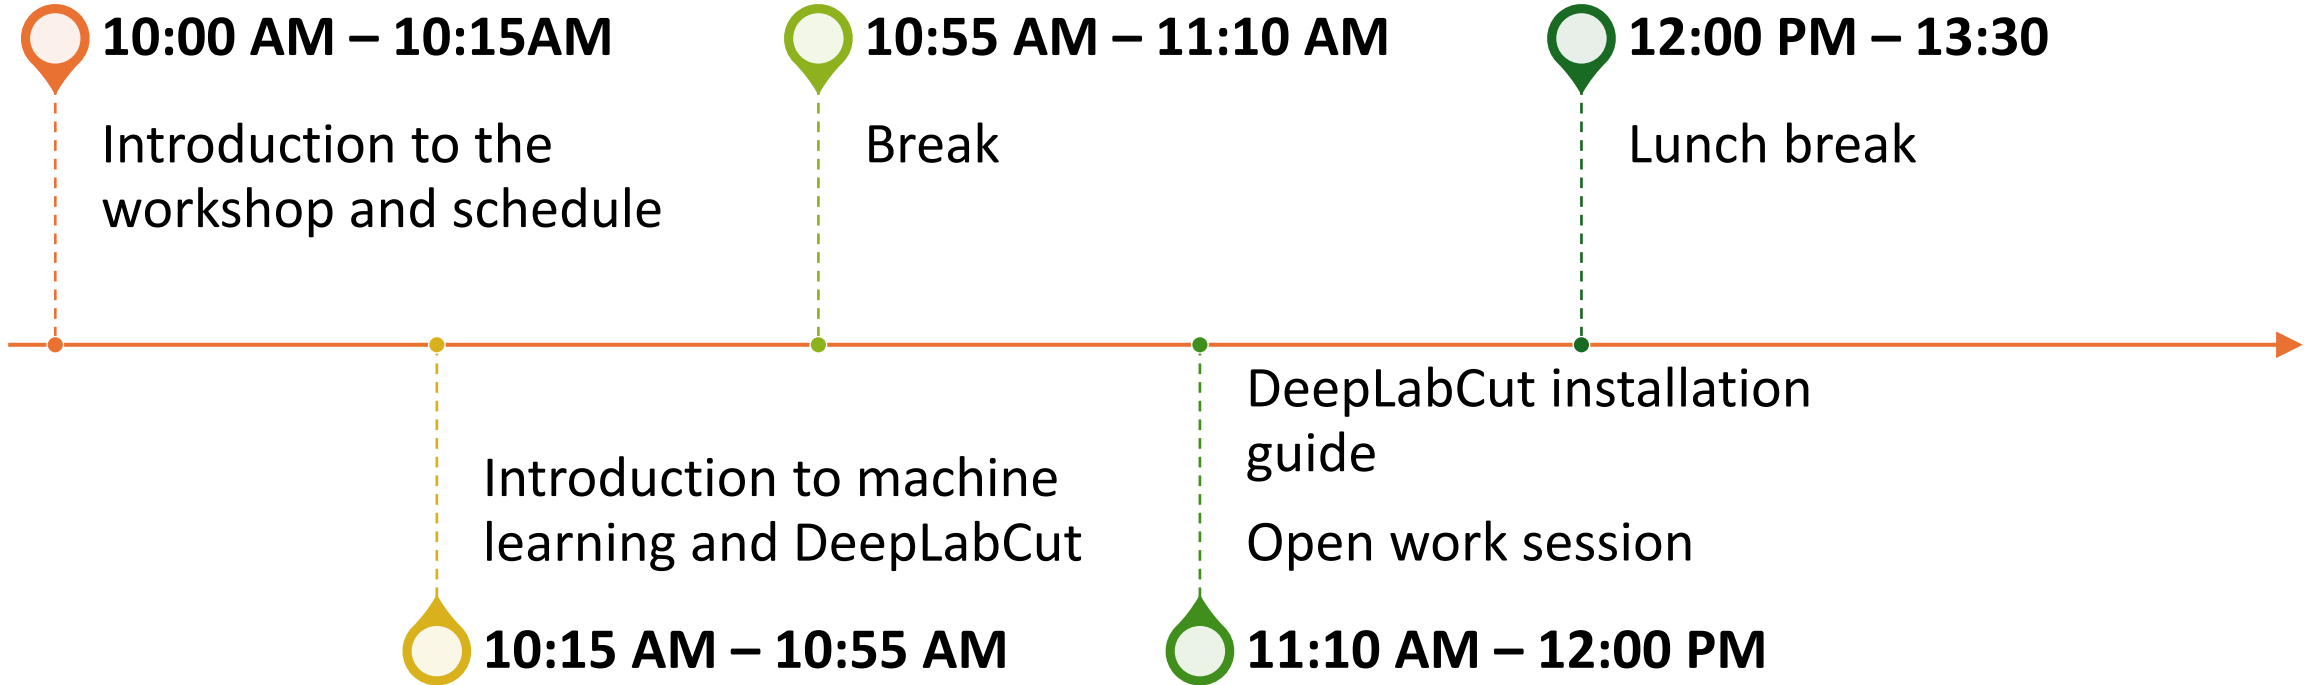 10:00 AM – 10:15AM
Introduction to the
workshop and schedule
10:15 AM – 10:55 AM
Introduction to machine
learning and DeepLabCut
10:55 AM – 11:10 AM
Break
11:10 AM – 12:00 PM
DeepLabCut installation
guide
Open work session
12:00 PM – 13:30
Lunch break